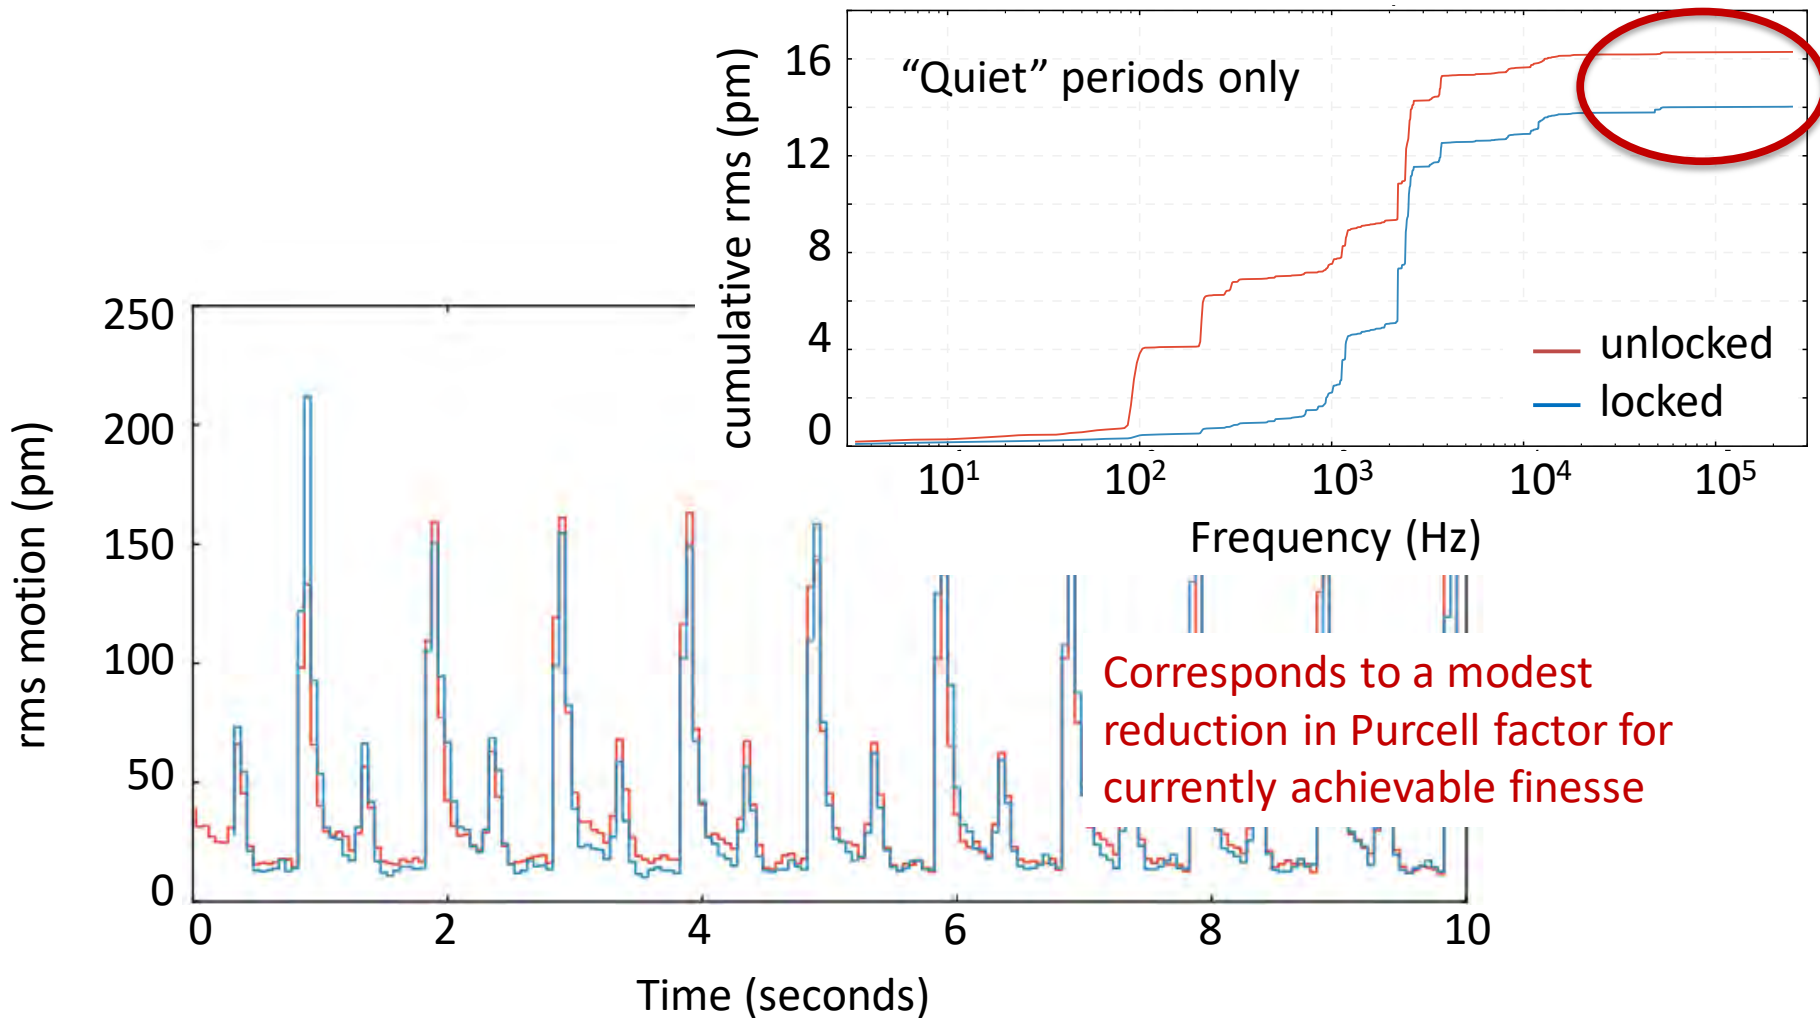 16
12
8
4
0
cumulative rms (pm)
“Quiet” periods only
unlocked
locked
10¹
10²
10³
10⁴
10⁵
Frequency (Hz)
250
200
150
100
50
0
rms motion (pm)
Corresponds to a modest
reduction in Purcell factor for
currently achievable finesse
0
2
4
6
8
10
Time (seconds)